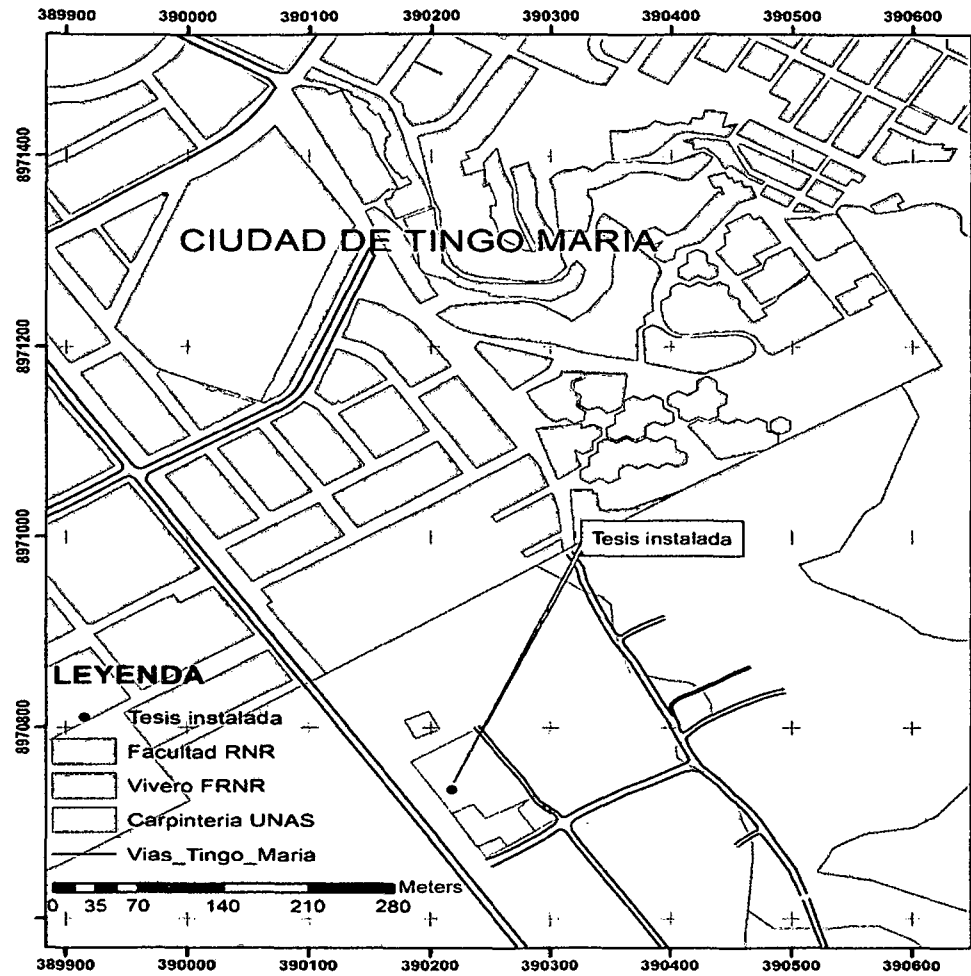 389900 390000 390100 390200 390300 390400 390500 390600
8971400
CIUDAD DE TINGO MARIA
8971200
8971000
Tesis instalada
LEYENDA
Tesis instalada
8970800
Facultad RNR
Vivero FRNR
Carpinteria UNAS
Vias_Tingo_Maria
Meters
0 35 70 140 210 280
389900 390000 390100 390200 390300 390400 390500 390600